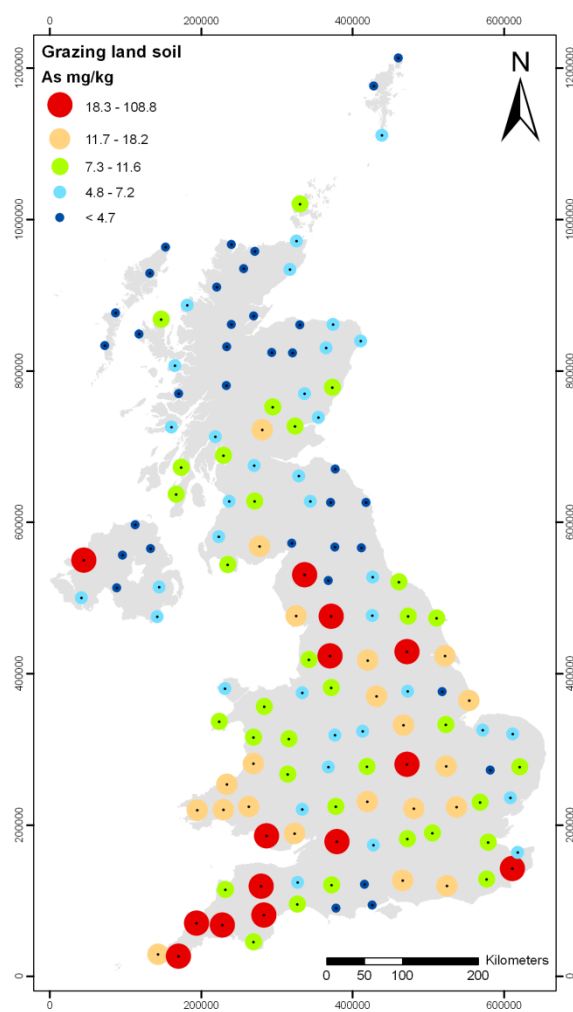 0 200000 400000 600000
Grazing land soil
As mg/kg
18.3 - 108.8
11.7 - 18.2
7.3 - 11.6
4.8 - 7.2
< 4.7
N
1200000 1200000
1000000 1000000
800000 800000
600000 600000
400000 400000
200000 200000
0 0
Kilometers
0 50 100 200
0 200000 400000 600000